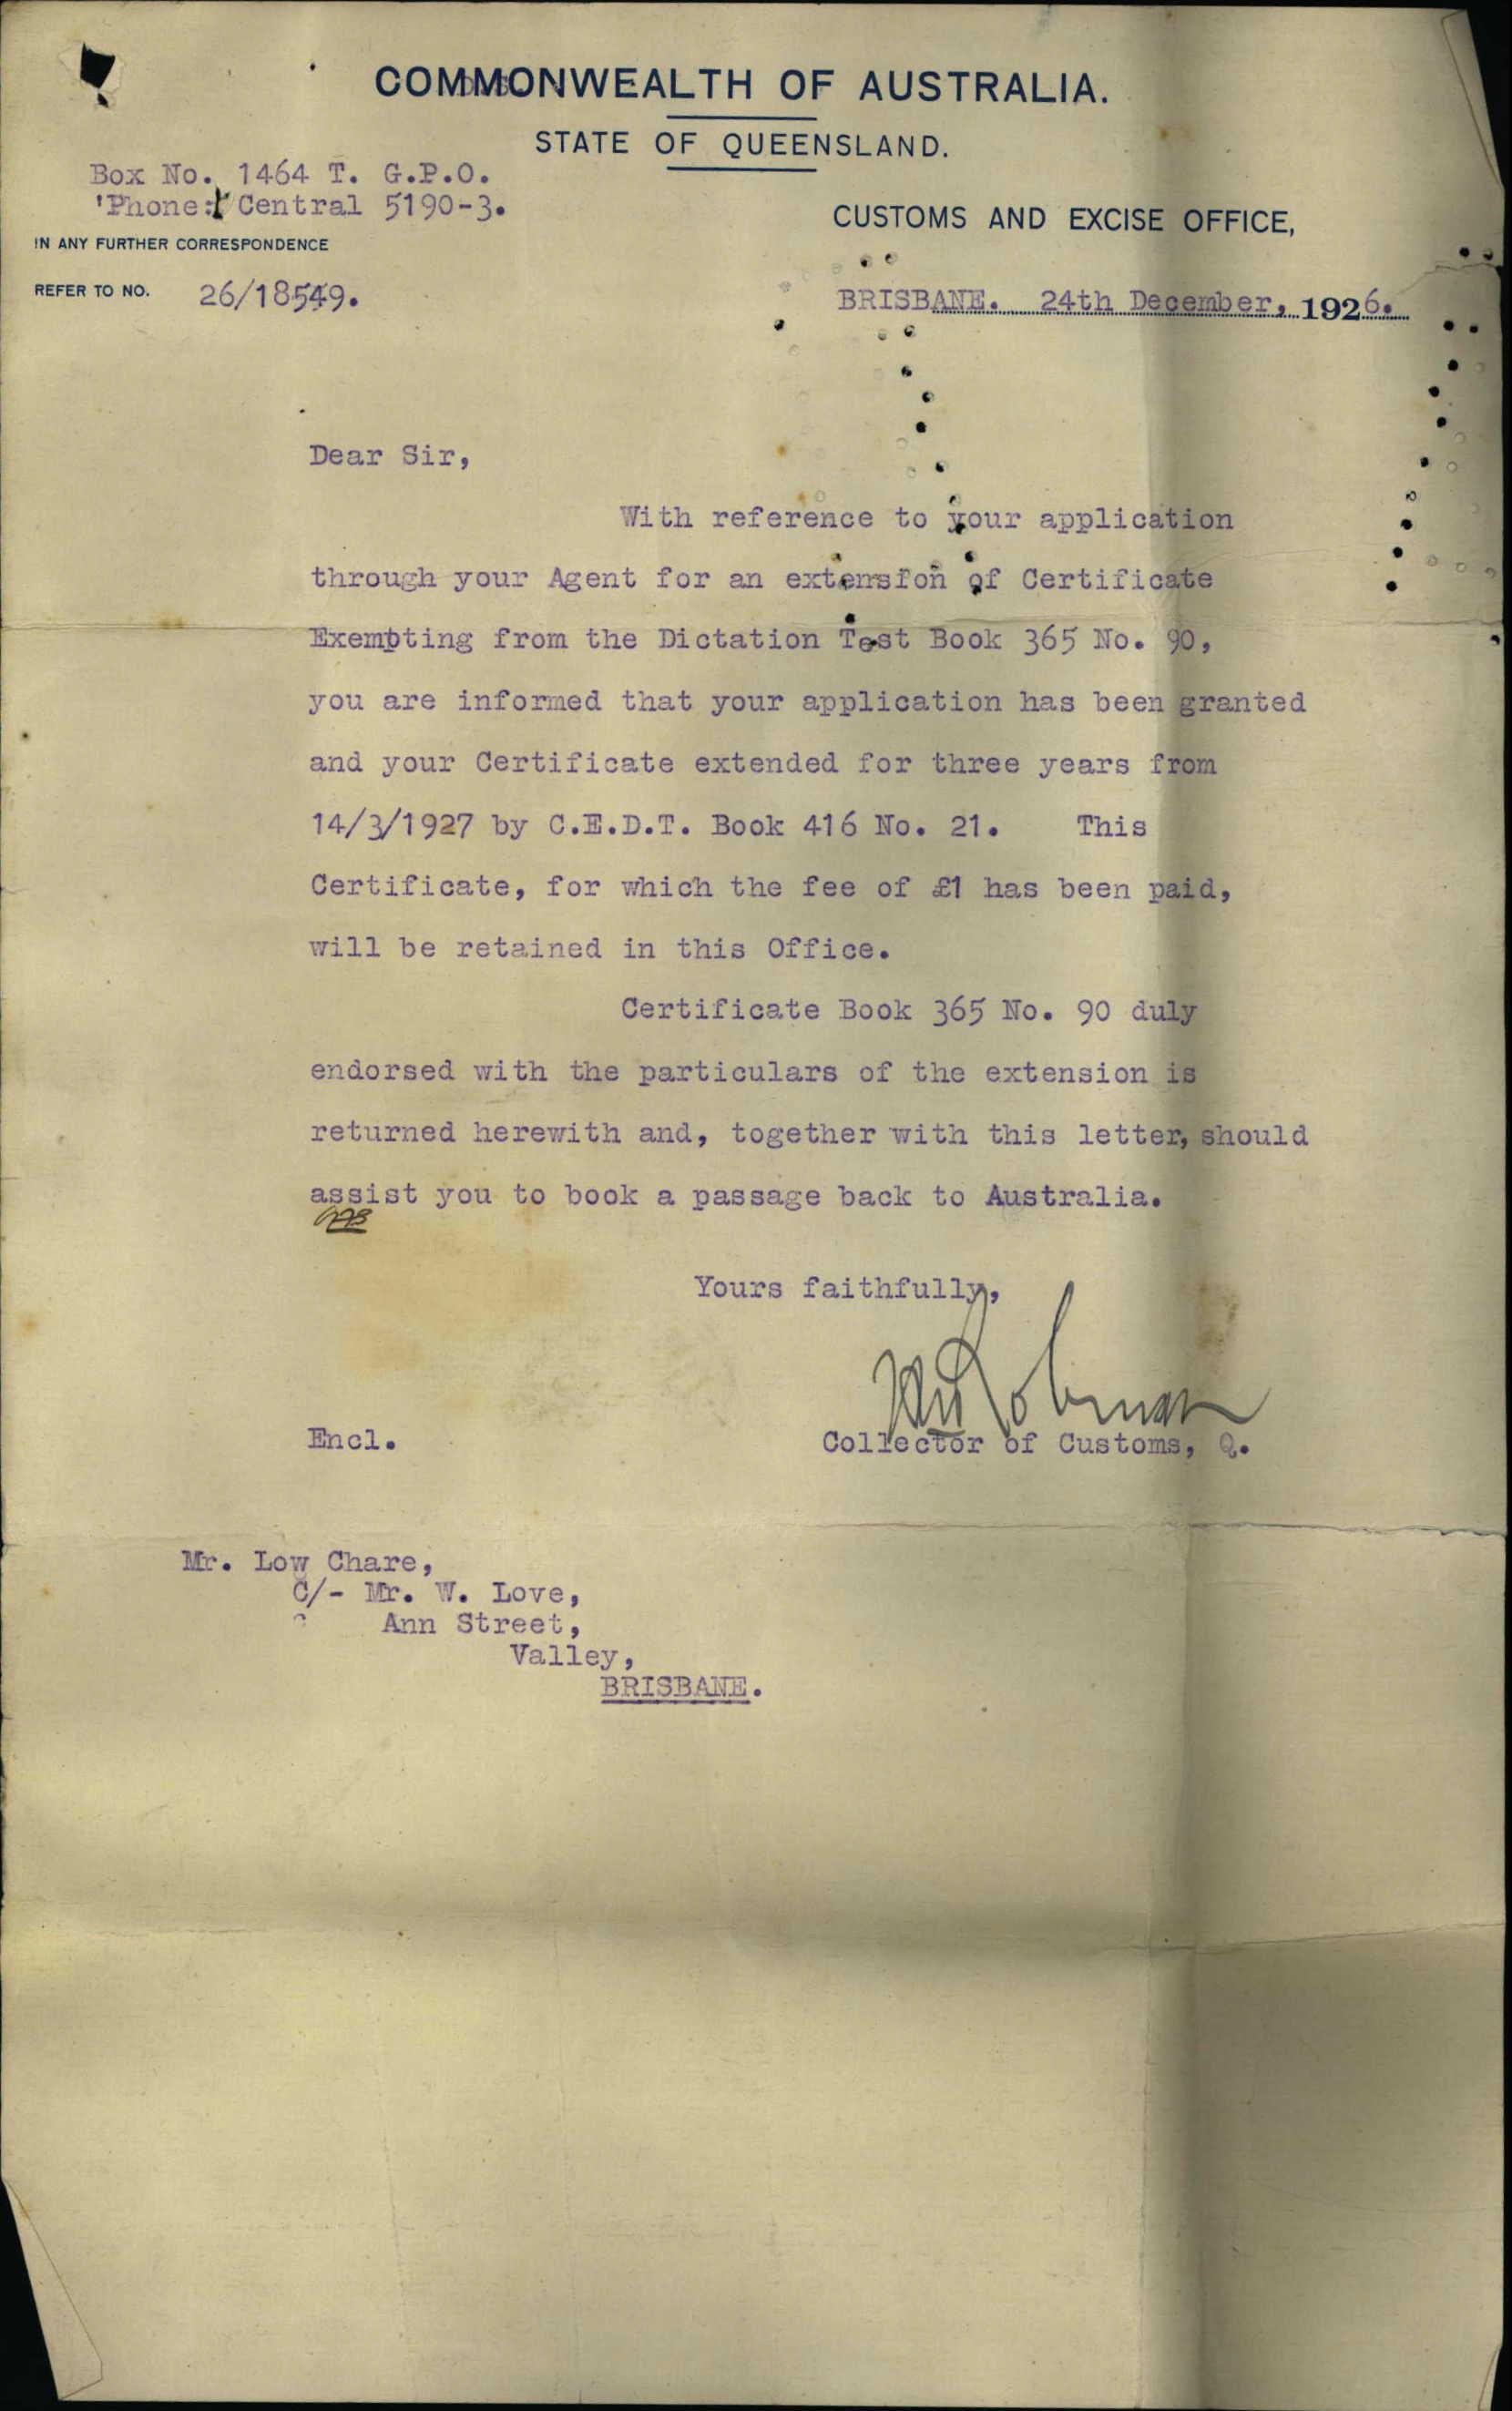 COMMONWEALTH OF AUSTRALIA.
STATE OF QUEENSLAND.
Box No. 1464 T. G.P.O.
'Phone: Central 5190-3.
CUSTOMS AND EXCISE OFFICE,
IN ANY FURTHER CORRESPONDENCE
REFER TO NO. 26/18549.
BRISBANE. 24th December, 1926.
Dear Sir,
With reference to your application
through your Agent for an extension of Certificate
Exempting from the Dictation Test Book 365 No. 90,
you are informed that your application has been granted
and your Certificate extended for three years from
14/3/1927 by C.E.D.T. Book 416 No. 21. This
Certificate, for which the fee of £1 has been paid,
will be retained in this Office.
Certificate Book 365 No. 90 duly
endorsed with the particulars of the extension is
returned herewith and, together with this letter, should
assist you to book a passage back to Australia.
Yours faithfully,
Encl.
Collector of Customs, Q.
Mr. Low Chare,
C/- Mr. W. Love,
Ann Street,
Valley,
BRISBANE.